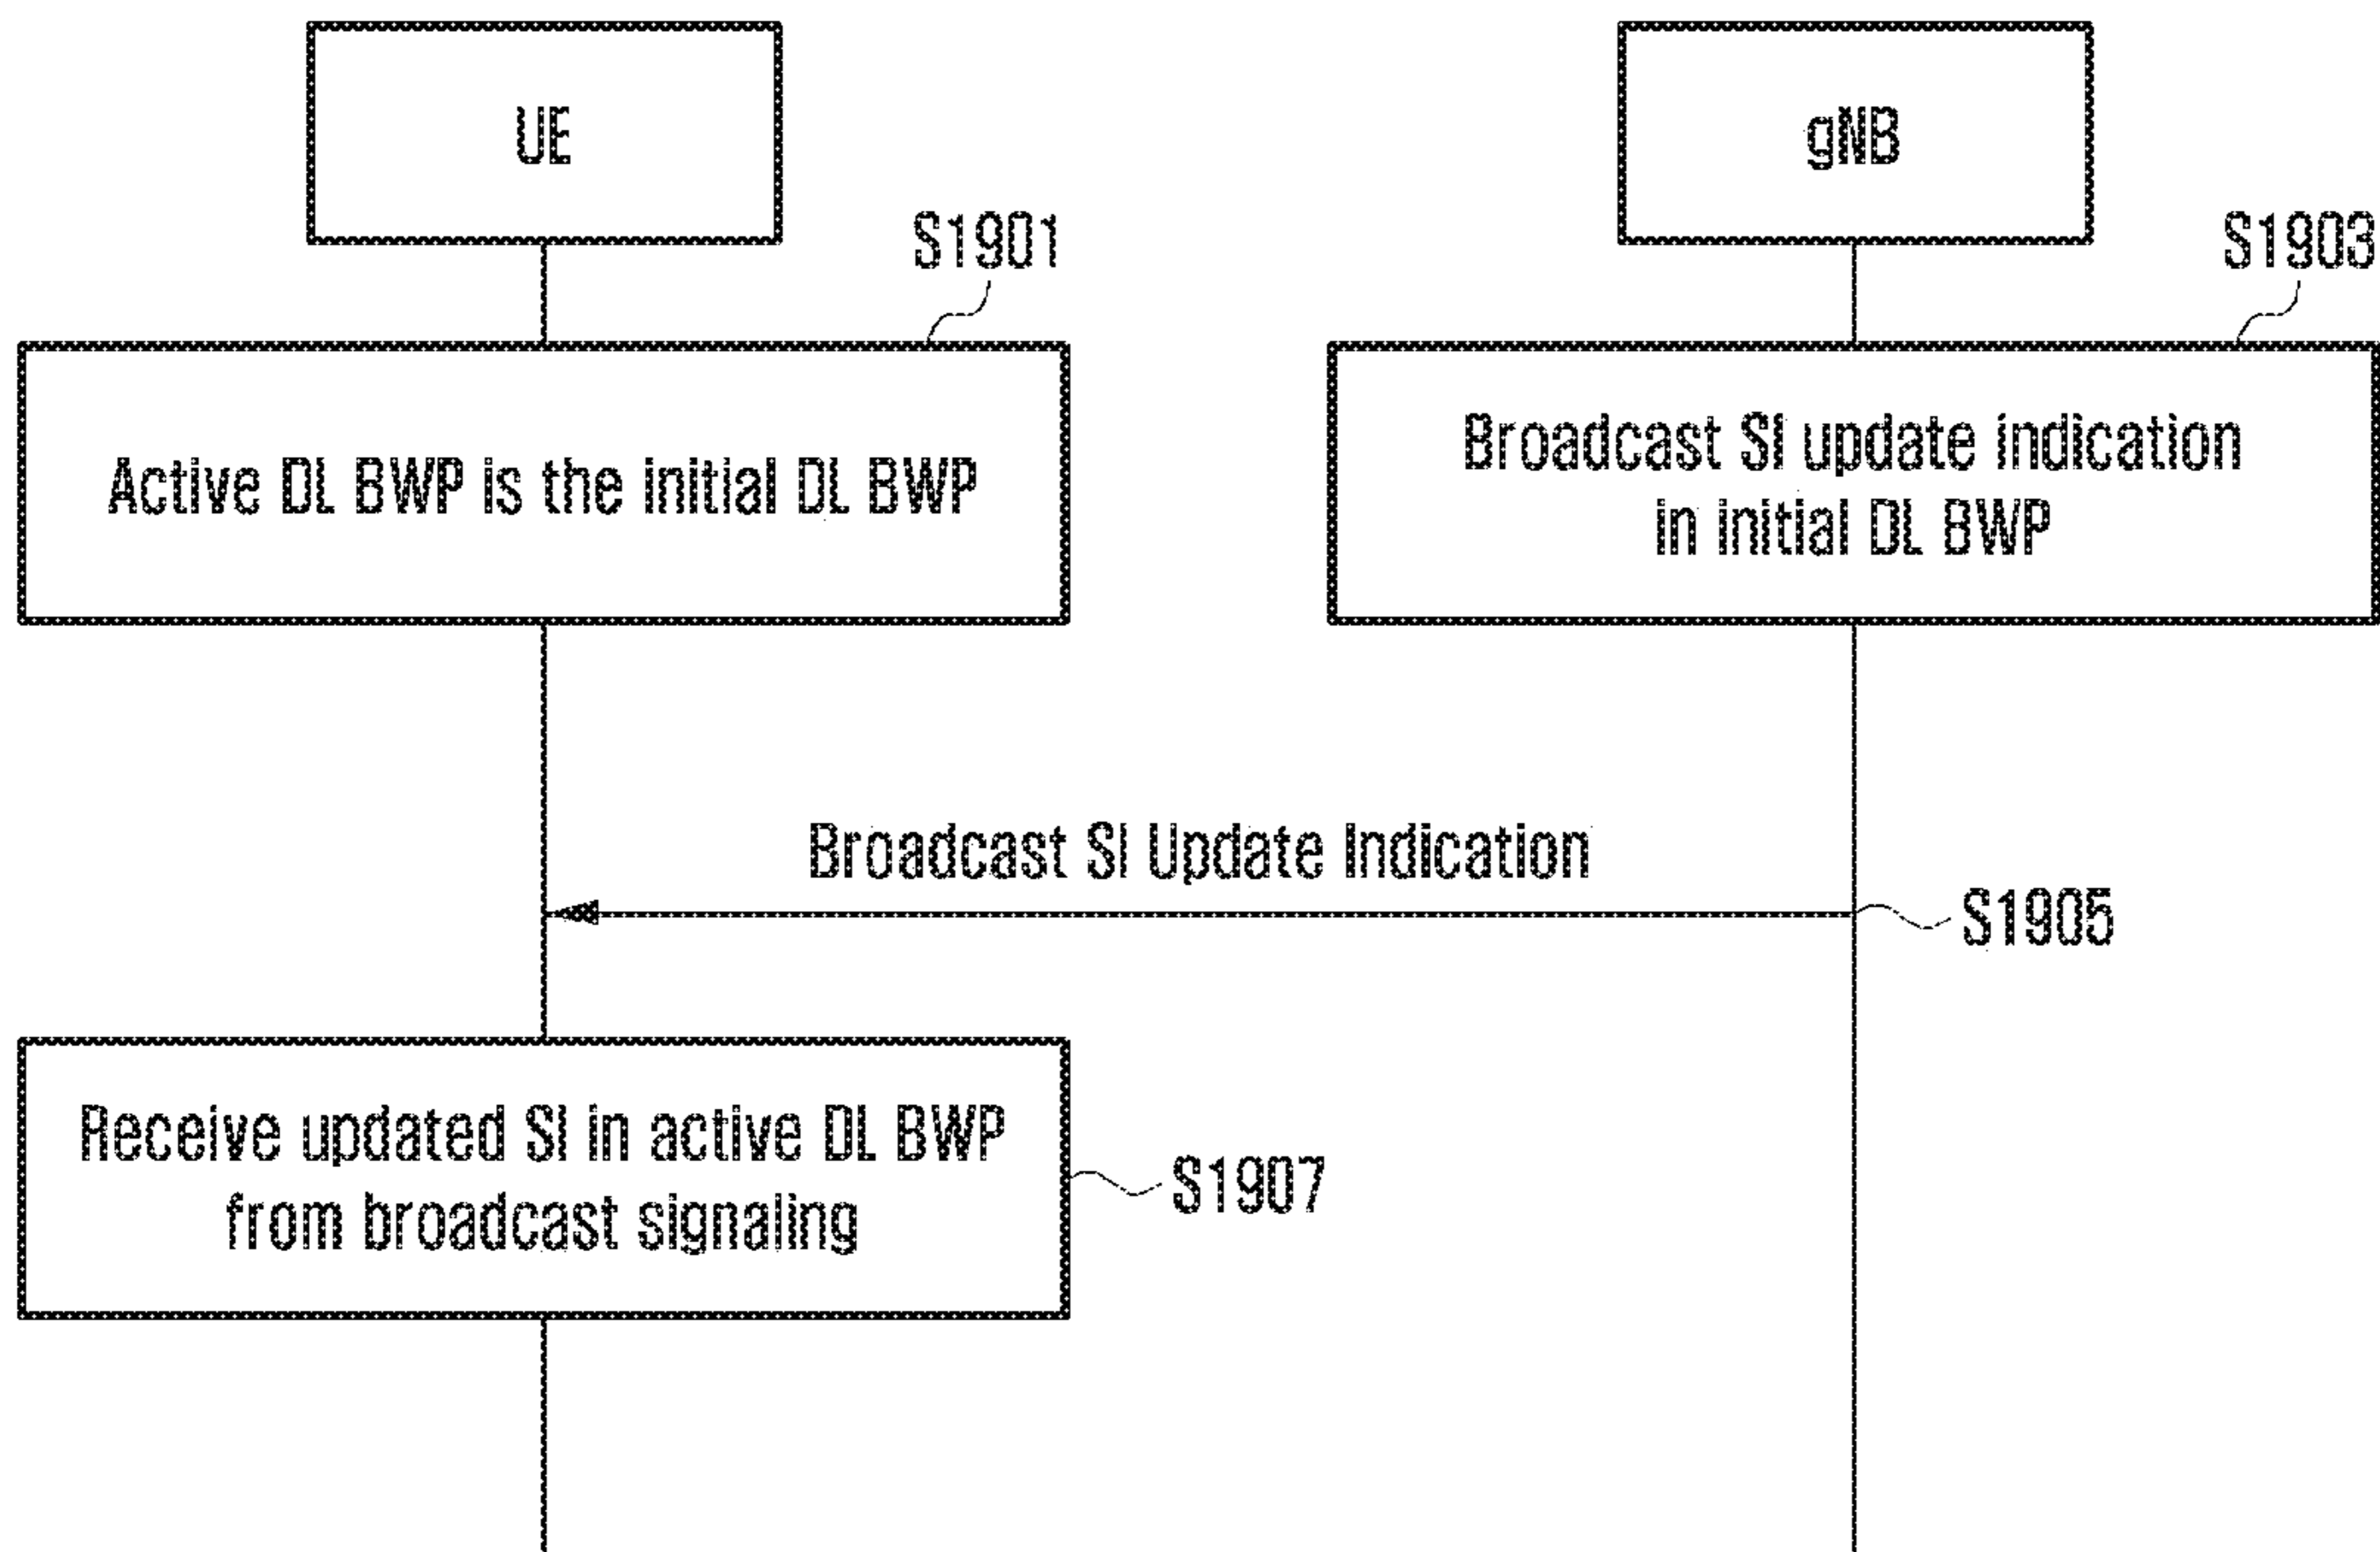 UE
gNB
S1901
S1903
Active DL BWP is the initial DL BWP
Broadcast SI update indication
in initial DL BWP
Broadcast SI Update Indication
S1905
Receive updated SI in active DL BWP
from broadcast signaling
S1907